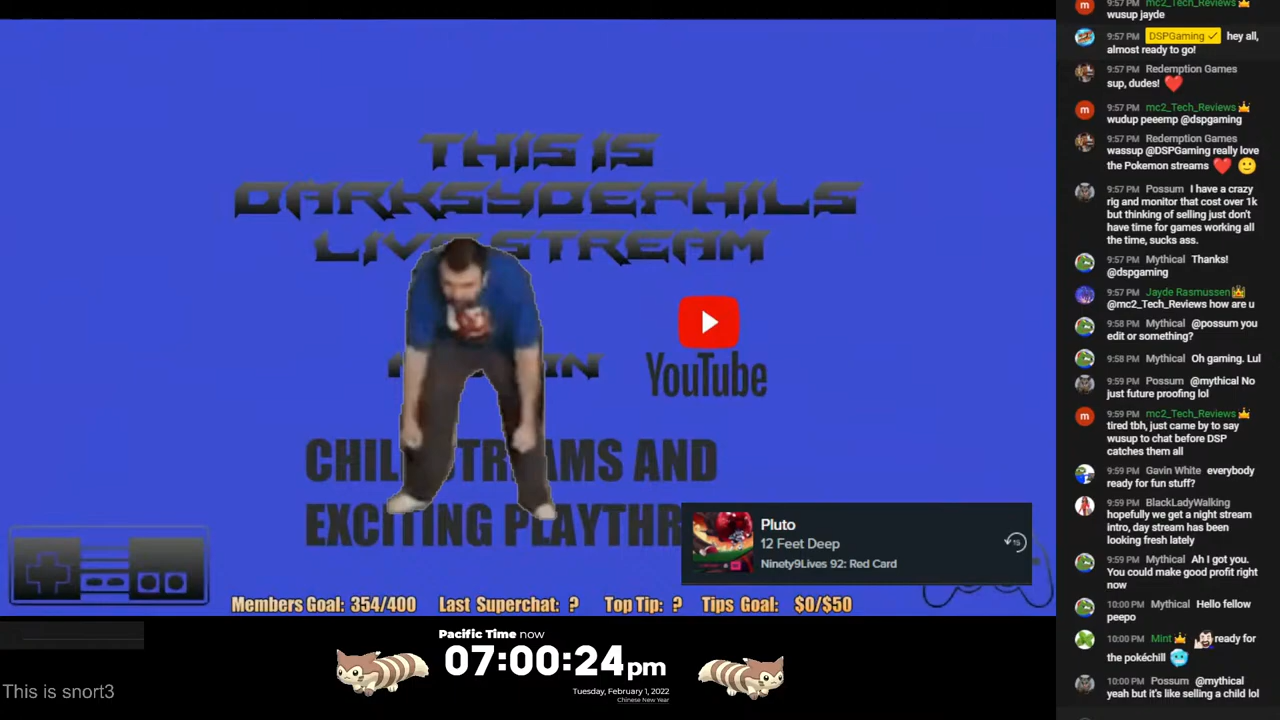 THIS IS
DARKSYDEPHILS
LIVE STREAM
YouTube
EXCITING
Pluto
12 Feet Deep
Ninety9Lives 92: Red Card
15
Members Goal: 354/400 Last Superchat: ? Top Tip: ? Tips Goal: $0/$50
Pacific Time now
07:00:24pm
Tuesday, February 1, 2022
Chinese New Year
This is snort3
9:57 PM mc2_Tech_Reviews
wusup jayde
9:57 PM DSPGaming hey all,
almost ready to go!
9:57 PM Redemption Games
sup, dudes! ❤️
9:57 PM mc2_Tech_Reviews
wudup peeemp @dspgaming
9:57 PM Redemption Games
wassup @DSPGaming really love
the Pokemon streams ❤️ 🙂
9:57 PM Possum I have a crazy
rig and monitor that cost over 1k
but thinking of selling just don't
have time for games working all
the time, sucks ass.
9:57 PM Mythical Thanks!
@dspgaming
9:57 PM Jayde Rasmussen
@mc2_Tech_Reviews how are u
9:58 PM Mythical @possum you
edit or something?
9:58 PM Mythical Oh gaming. Lul
9:59 PM Possum @mythical No
just future proofing lol
9:59 PM mc2_Tech_Reviews
tired tbh, just came by to say
wusup to chat before DSP
catches them all
9:59 PM Gavin White everybody
ready for fun stuff?
9:59 PM BlackLadyWalking
hopefully we get a night stream
intro, day stream has been
looking fresh lately
9:59 PM Mythical Ah I got you.
You could make good profit right
now
10:00 PM Mythical Hello fellow
peepo
10:00 PM Mint ready for
the pokéchill 🥶
10:00 PM Possum @mythical
yeah but it's like selling a child lol